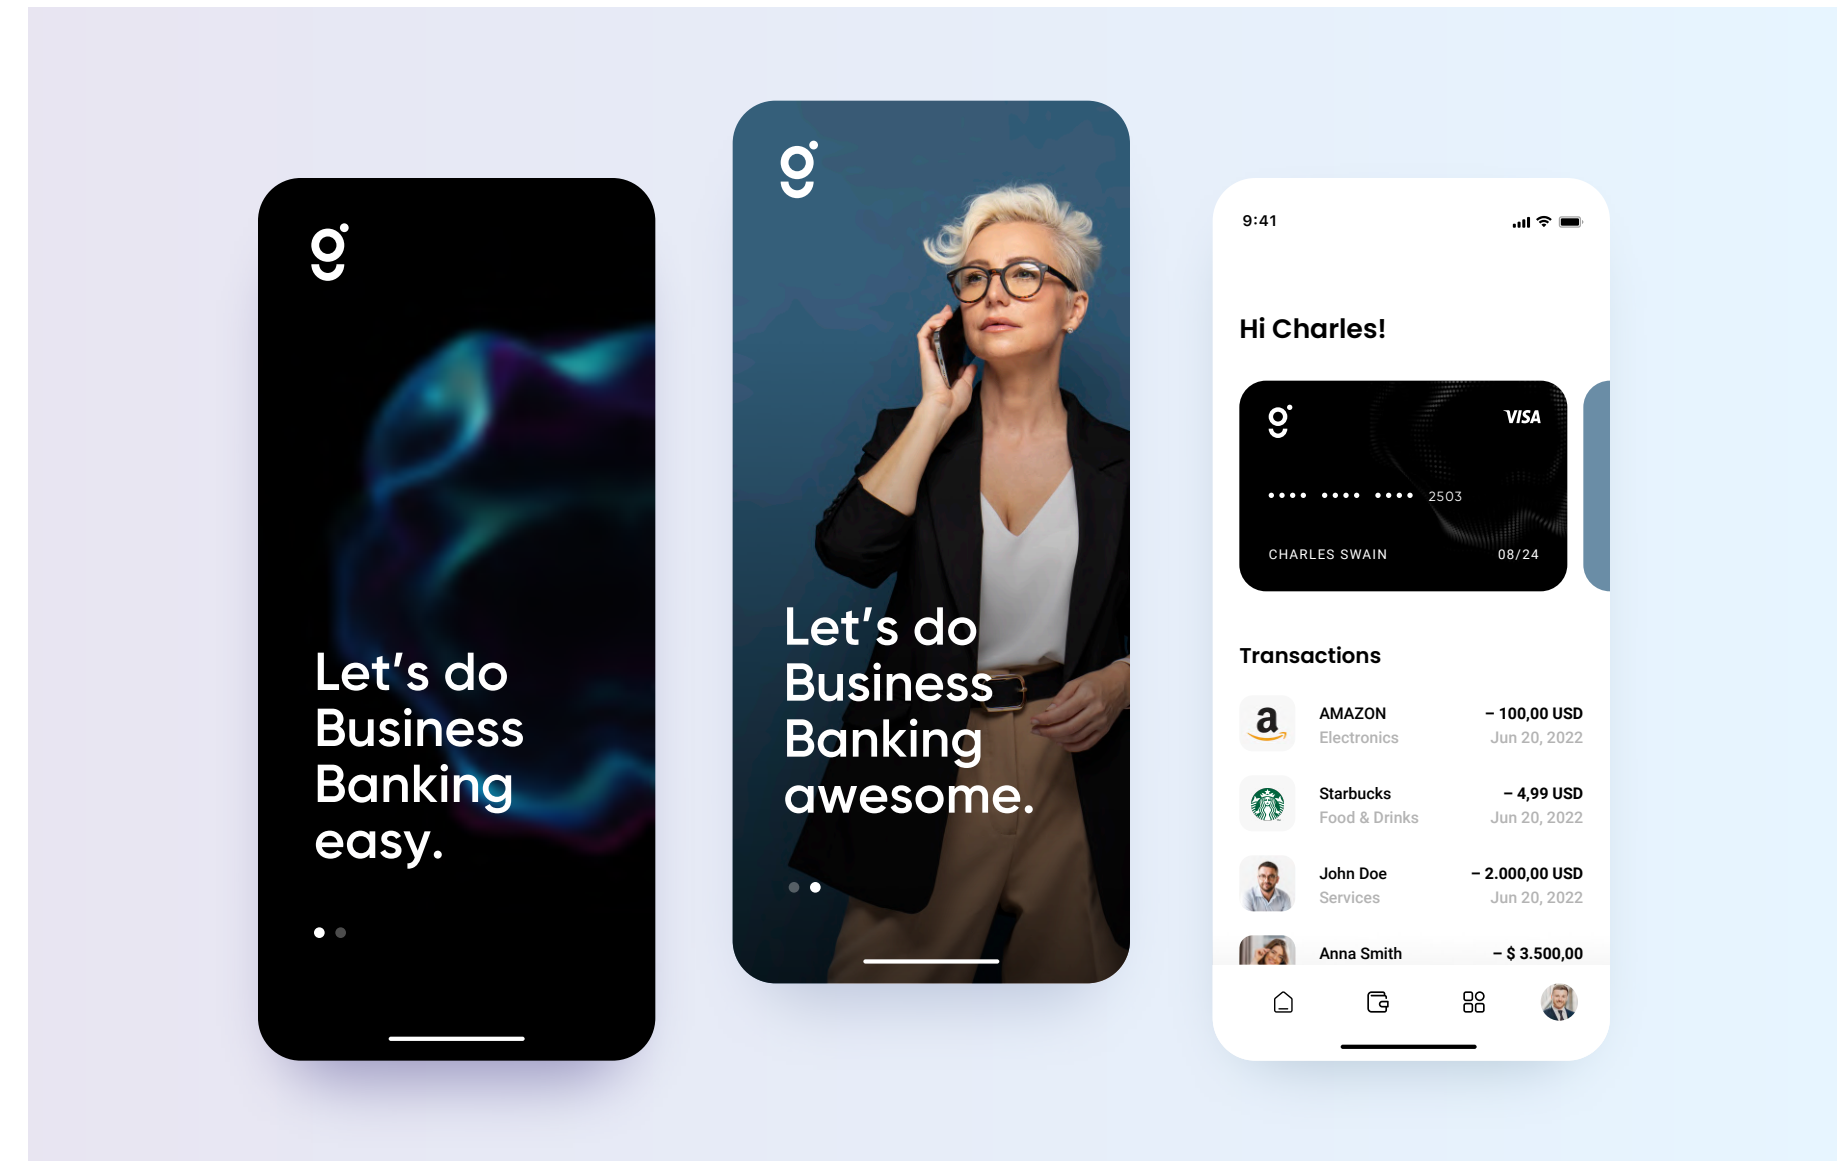 Let's do
Business
Banking
easy.
Let's do
Business
Banking
awesome.
9:41
Hi Charles!
VISA
•••• •••• •••• 2503
CHARLES SWAIN 08/24
Transactions
a
AMAZON – 100,00 USD
Electronics Jun 20, 2022
Starbucks – 4,99 USD
Food & Drinks Jun 20, 2022
John Doe – 2.000,00 USD
Services Jun 20, 2022
Anna Smith – $ 3.500,00